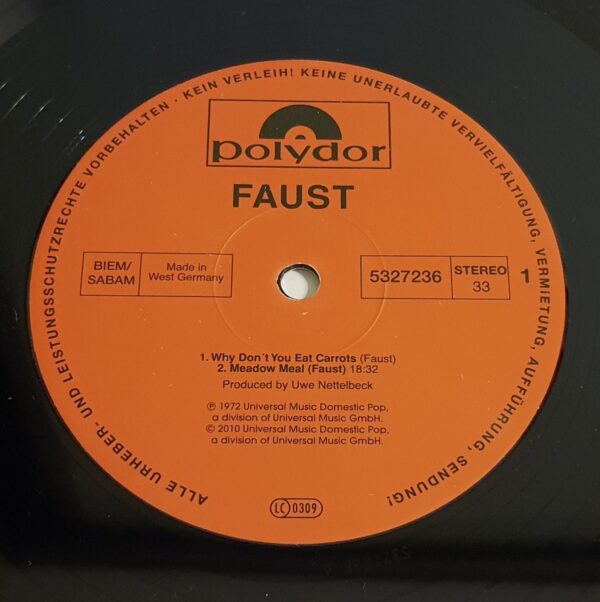 ALLE URHEBER- UND LEISTUNGSSCHUTZRECHTE VORBEHALTEN · KEIN VERLEIH! KEINE UNERLAUBTE VERVIELFÄLTIGUNG, VERMIETUNG, AUFFÜHRUNG, SENDUNG!
polydor
FAUST
BIEM/
SABAM
Made in
West Germany
5327236
STEREO
33
1
1. Why Don´t You Eat Carrots (Faust)
2. Meadow Meal (Faust) 18:32
Produced by Uwe Nettelbeck
℗ 1972 Universal Music Domestic Pop,
a division of Universal Music GmbH.
© 2010 Universal Music Domestic Pop,
a division of Universal Music GmbH.
LC 0309